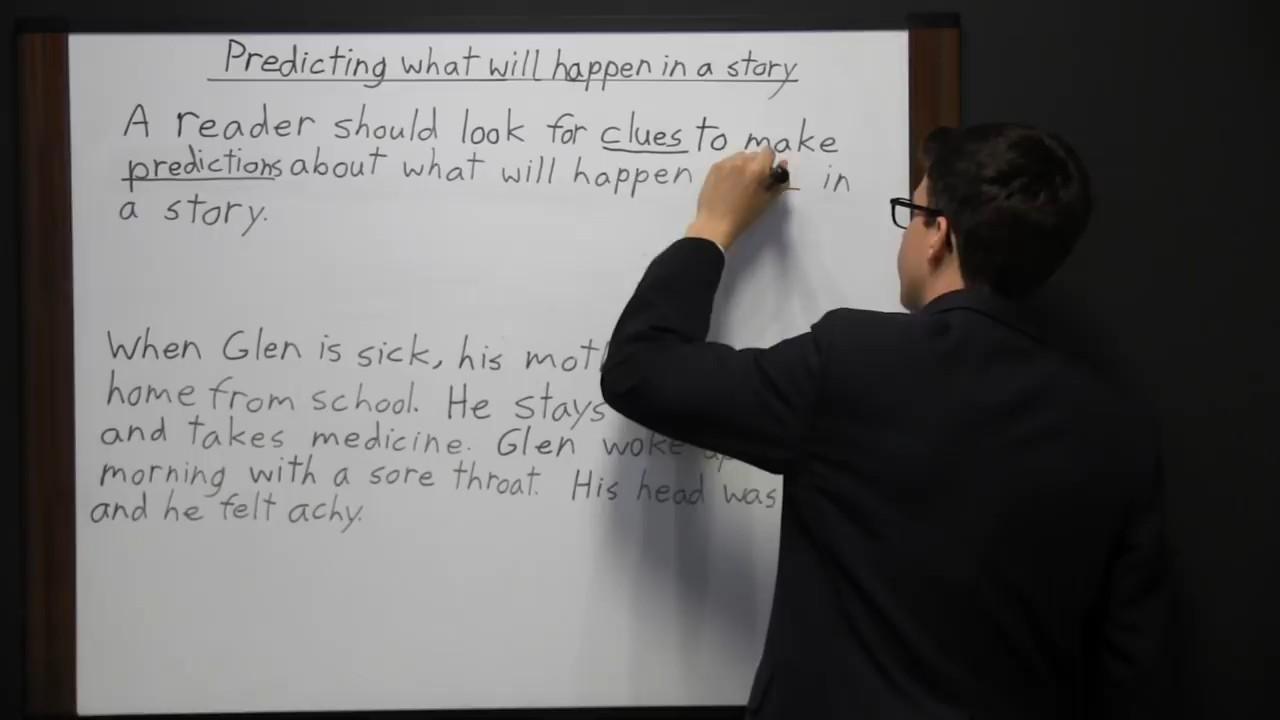 Predicting what will happen in a story
A reader should look for clues to make
predictions about what will happen in
a story.
When Glen is sick, his
home from school. He stays
and takes medicine. Glen woke up
morning with a sore throat. His head was
and he felt achy.